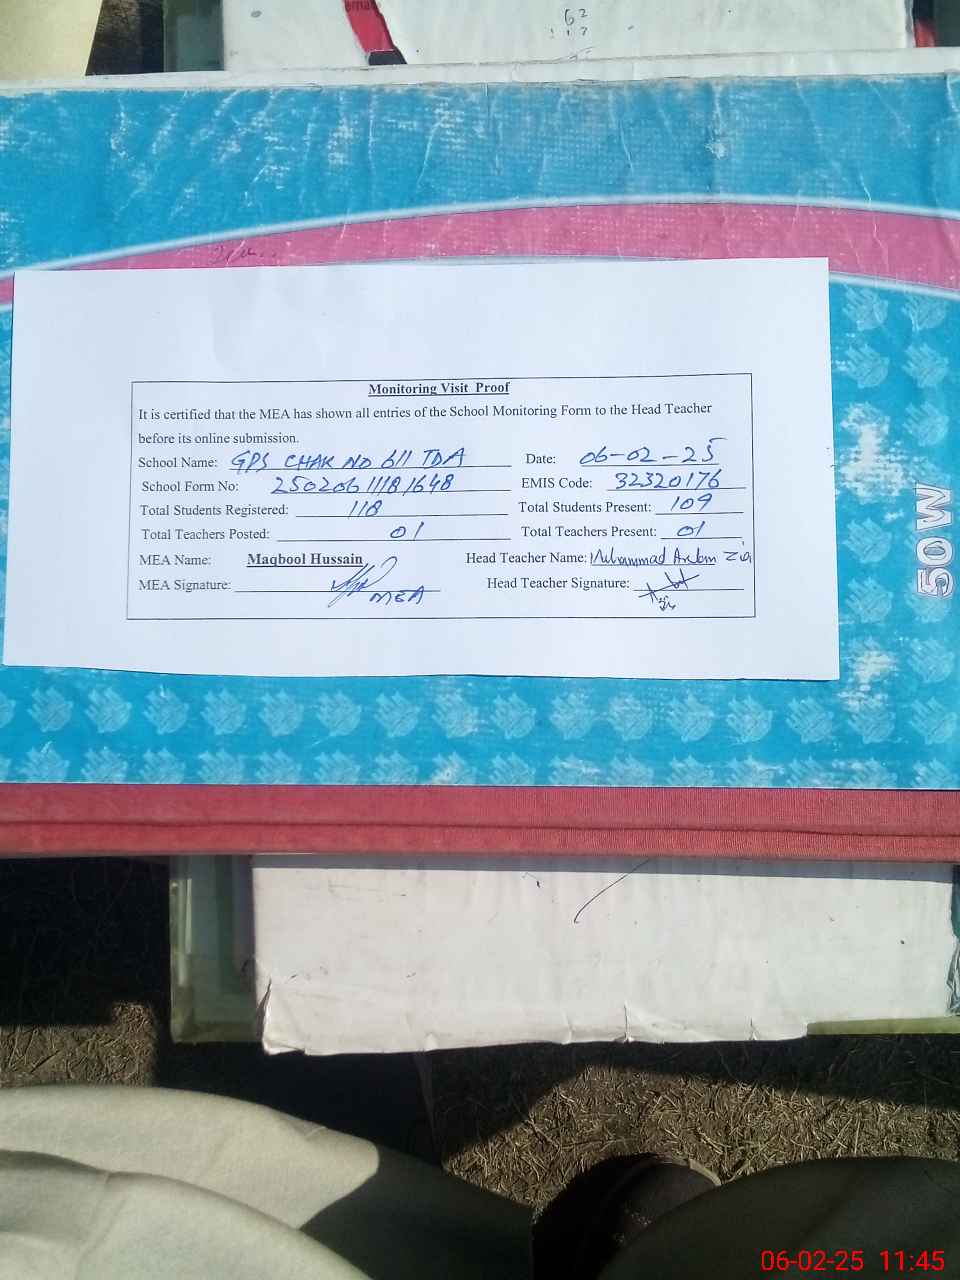 6 2
Monitoring Visit Proof
It is certified that the MEA has shown all entries of the School Monitoring Form to the Head Teacher
before its online submission.
School Name: GPS CHAK NO 611 TDA Date: 06-02-25
School Form No: 25020611181648 EMIS Code: 32320176
Total Students Registered: 118 Total Students Present: 109
Total Teachers Posted: 01 Total Teachers Present: 01
MEA Name: Maqbool Hussain Head Teacher Name: Muhammad Zia
MEA Signature: MEA Head Teacher Signature:
50W
06-02-25 11:45